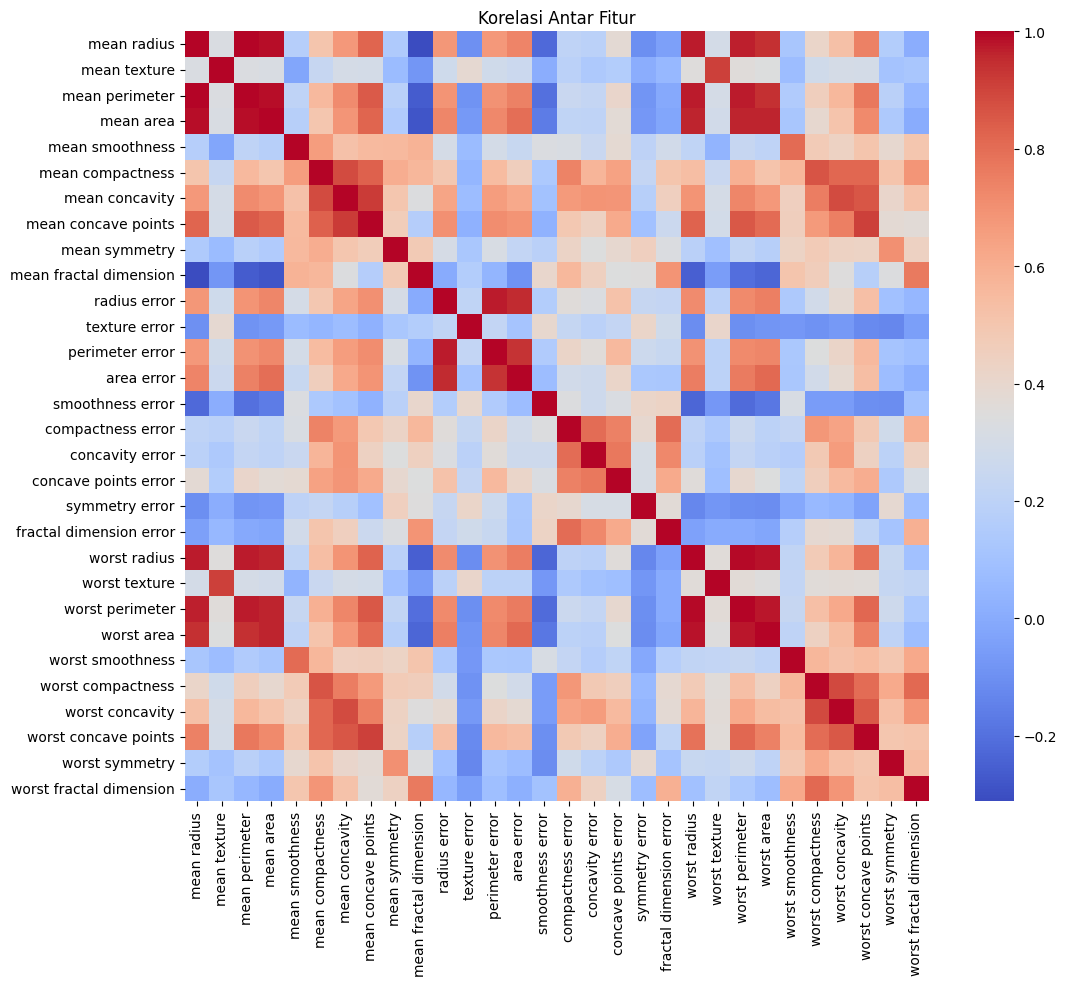 Korelasi Antar Fitur
mean radius
mean texture
mean perimeter
mean area
mean smoothness
mean compactness
mean concavity
mean concave points
mean symmetry
mean fractal dimension
radius error
texture error
perimeter error
area error
smoothness error
compactness error
concavity error
concave points error
symmetry error
fractal dimension error
worst radius
worst texture
worst perimeter
worst area
worst smoothness
worst compactness
worst concavity
worst concave points
worst symmetry
worst fractal dimension
mean radius
mean texture
mean perimeter
mean area
mean smoothness
mean compactness
mean concavity
mean concave points
mean symmetry
mean fractal dimension
radius error
texture error
perimeter error
area error
smoothness error
compactness error
concavity error
concave points error
symmetry error
fractal dimension error
worst radius
worst texture
worst perimeter
worst area
worst smoothness
worst compactness
worst concavity
worst concave points
worst symmetry
worst fractal dimension
1.0
0.8
0.6
0.4
0.2
0.0
−0.2